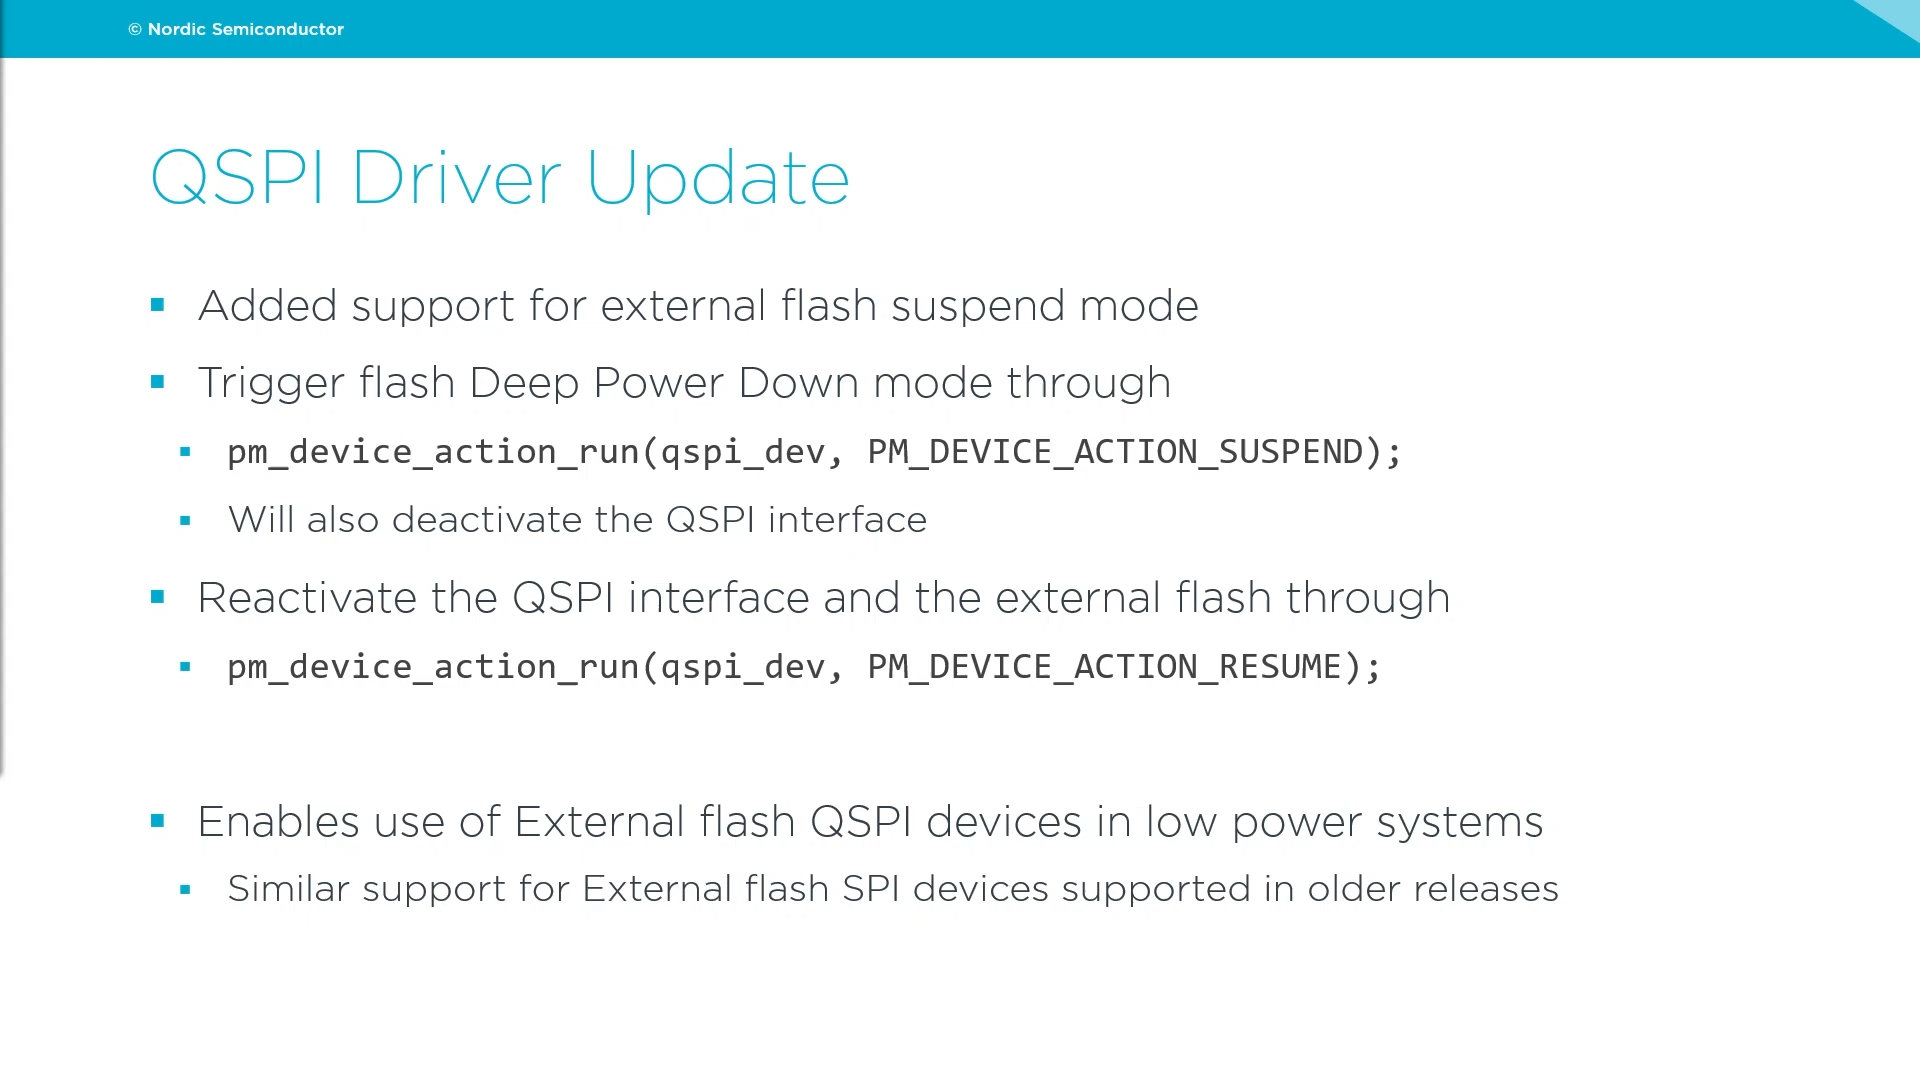 © Nordic Semiconductor
QSPI Driver Update
Added support for external flash suspend mode
Trigger flash Deep Power Down mode through
pm_device_action_run(qspi_dev, PM_DEVICE_ACTION_SUSPEND);
Will also deactivate the QSPI interface
Reactivate the QSPI interface and the external flash through
pm_device_action_run(qspi_dev, PM_DEVICE_ACTION_RESUME);
Enables use of External flash QSPI devices in low power systems
Similar support for External flash SPI devices supported in older releases